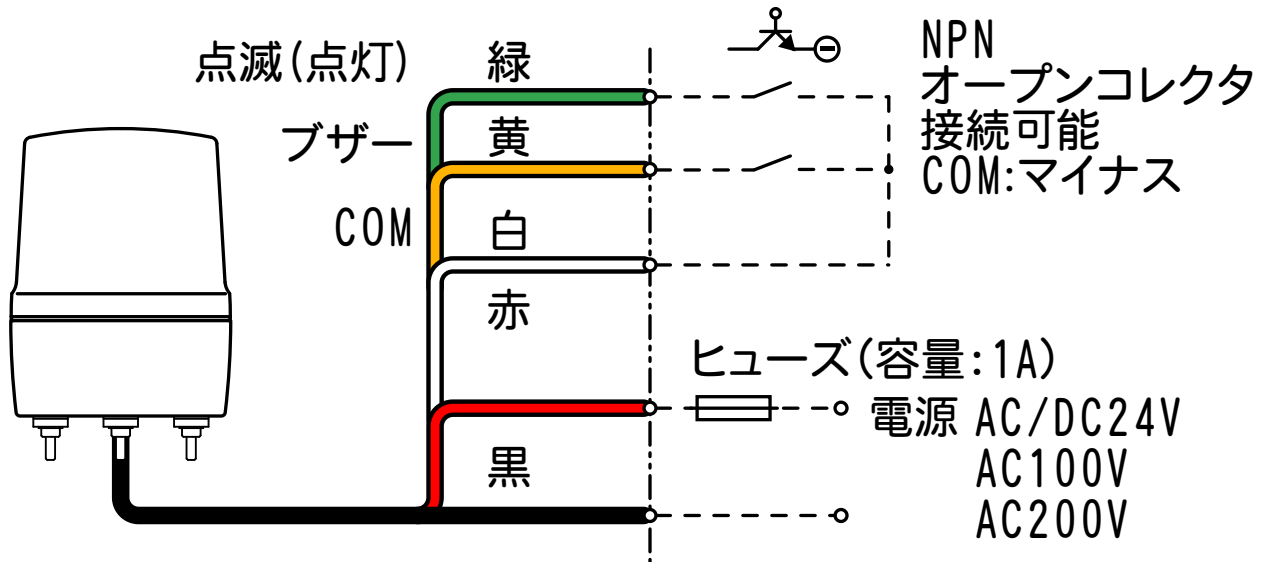 点滅(点灯)
緑
ブザー
黄
COM
白
赤
黒
NPN
オープンコレクタ
接続可能
COM:マイナス
ヒューズ(容量:1A)
電源 AC/DC24V
AC100V
AC200V